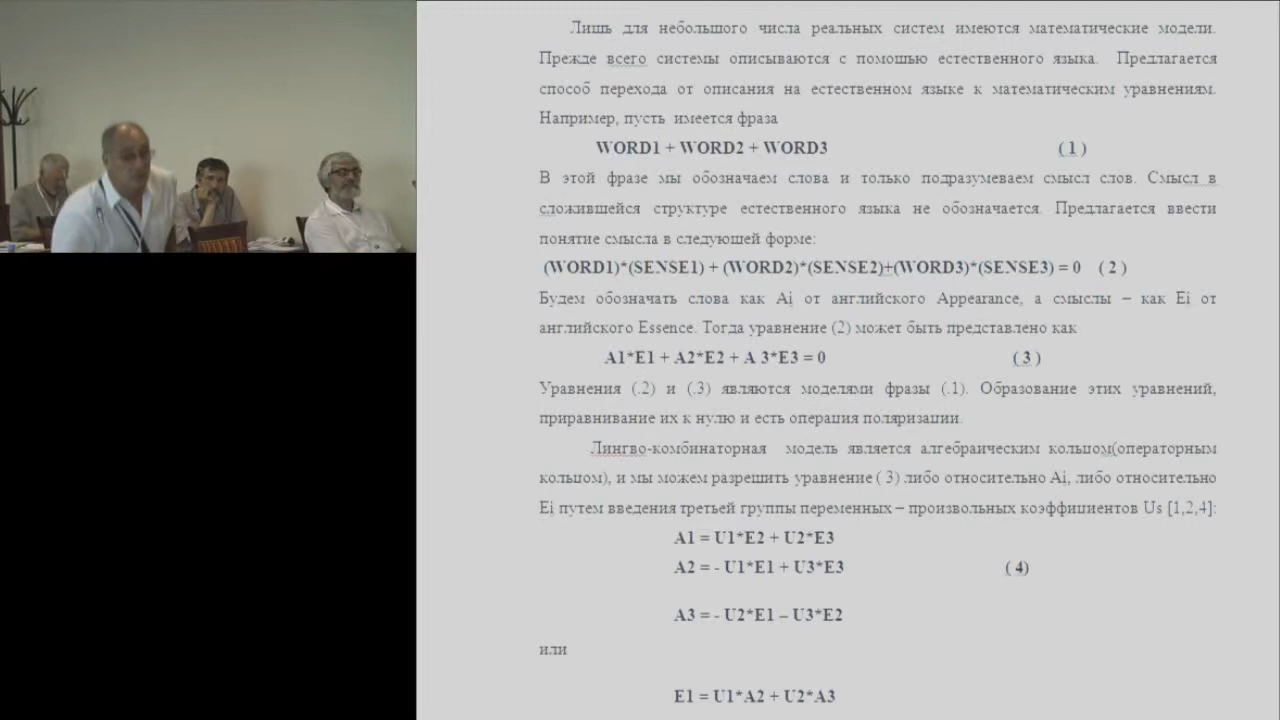 Лишь для небольшого числа реальных систем имеются математические модели.
Прежде всего системы описываются с помощью естественного языка. Предлагается
способ перехода от описания на естественном языке к математическим уравнениям.
Например, пусть имеется фраза
WORD1 + WORD2 + WORD3 ( 1 )
В этой фразе мы обозначаем слова и только подразумеваем смысл слов. Смысл в
сложившейся структуре естественного языка не обозначается. Предлагается ввести
понятие смысла в следующей форме:
(WORD1)*(SENSE1) + (WORD2)*(SENSE2)+(WORD3)*(SENSE3) = 0 ( 2 )
Будем обозначать слова как Ai от английского Appearance, а смыслы – как Ei от
английского Essence. Тогда уравнение (2) может быть представлено как
A1*E1 + A2*E2 + A 3*E3 = 0 ( 3 )
Уравнения (.2) и (.3) являются моделями фразы (.1). Образование этих уравнений,
приравнивание их к нулю и есть операция поляризации.
Лингво-комбинаторная модель является алгебраическим кольцом(операторным
кольцом), и мы можем разрешить уравнение ( 3) либо относительно Ai, либо относительно
Ei путем введения третьей группы переменных – произвольных коэффициентов Us [1,2,4]:
A1 = U1*E2 + U2*E3
A2 = - U1*E1 + U3*E3 ( 4)
A3 = - U2*E1 – U3*E2
или
E1 = U1*A2 + U2*A3